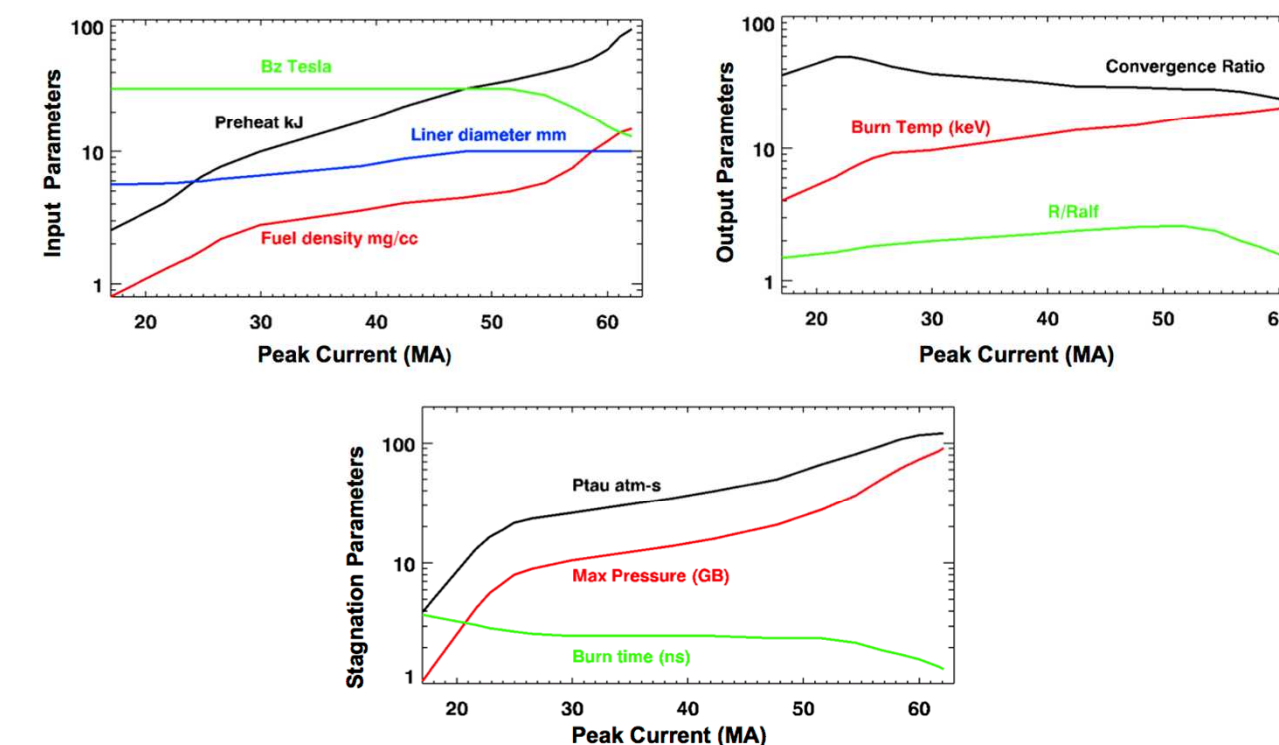 Input Parameters
100
10
1
Bz Tesla
Preheat kJ
Liner diameter mm
Fuel density mg/cc
20 30 40 50 60
Peak Current (MA)
Output Parameters
100
10
1
Convergence Ratio
Burn Temp (keV)
R/Ralf
20 30 40 50
Peak Current (MA)
Stagnation Parameters
100
10
1
Ptau atm-s
Max Pressure (GB)
Burn time (ns)
20 30 40 50 60
Peak Current (MA)